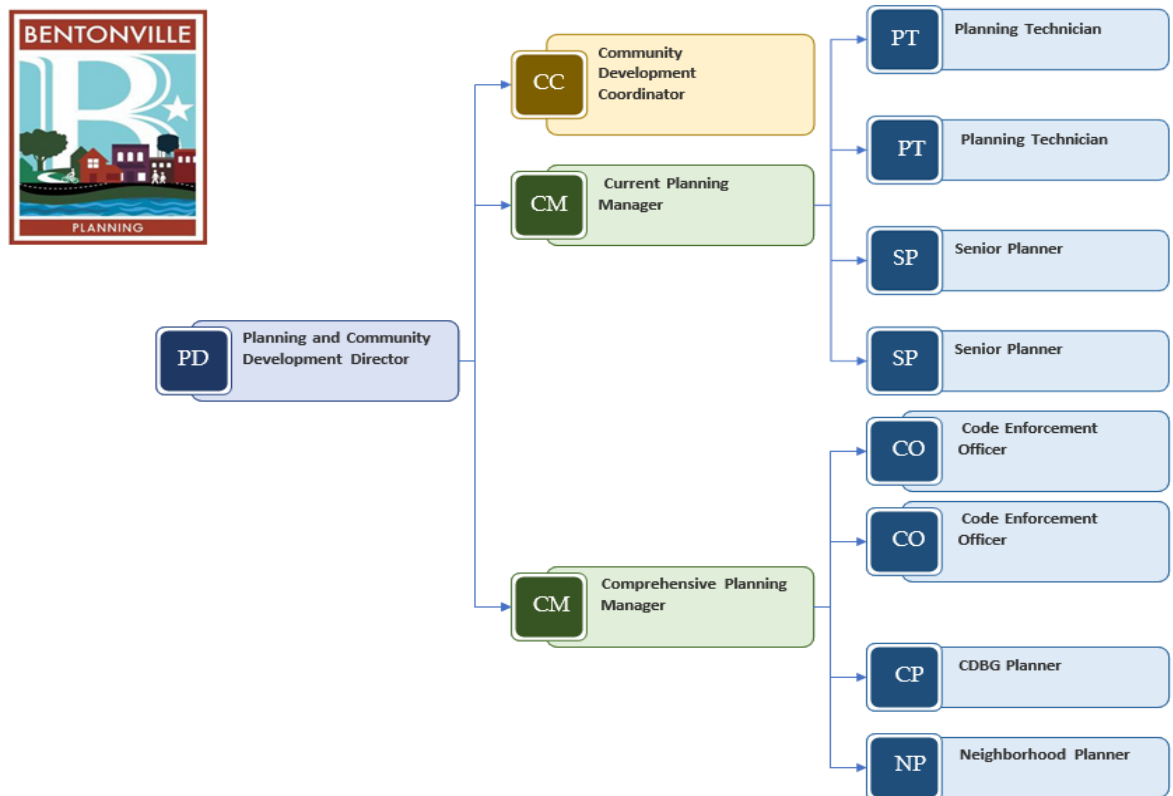 BENTONVILLE
B
PLANNING
PD
Planning and Community
Development Director
CC
Community
Development
Coordinator
CM
Current Planning
Manager
PT
Planning Technician
PT
Planning Technician
SP
Senior Planner
SP
Senior Planner
CM
Comprehensive Planning
Manager
CO
Code Enforcement
Officer
CO
Code Enforcement
Officer
CP
CDBG Planner
NP
Neighborhood Planner